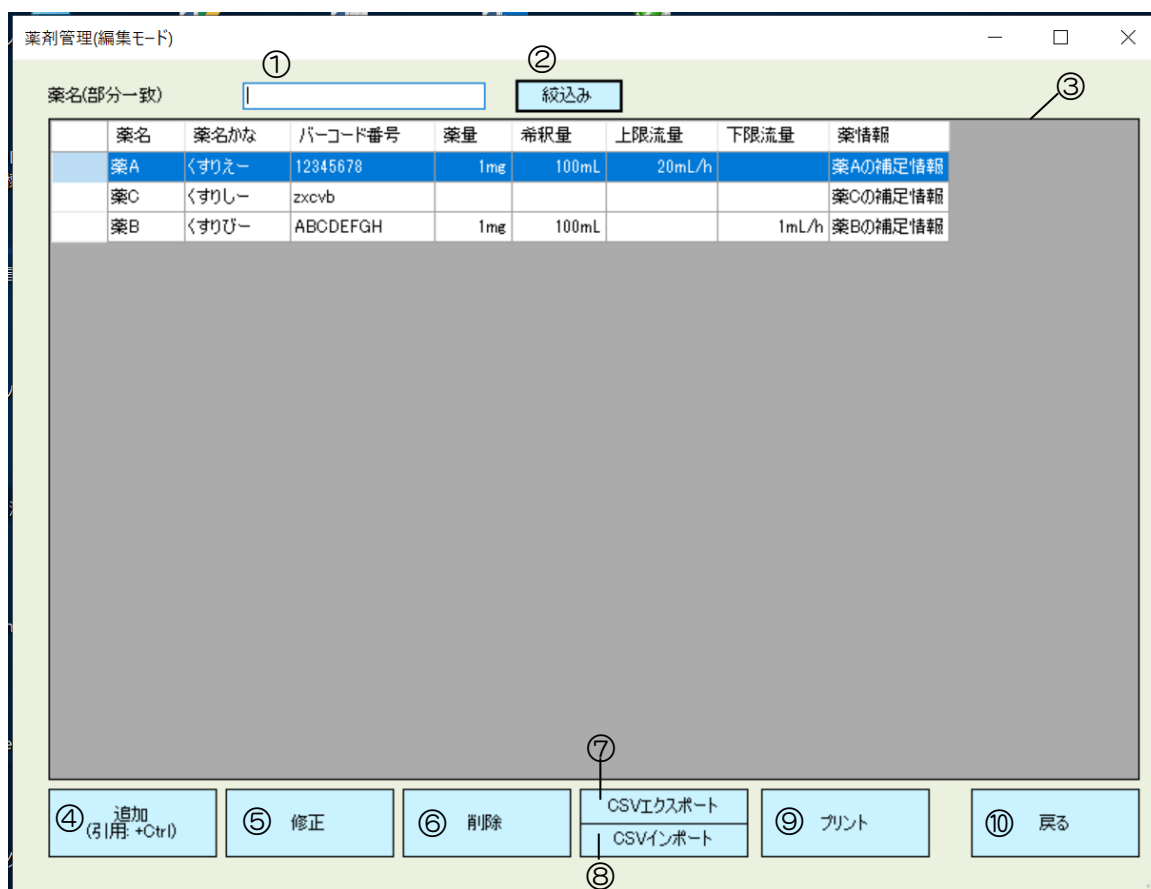 薬剤管理(編集モード)
① ②
薬名(部分一致) 絞込み ③
薬名 薬名かな バーコード番号 薬量 希釈量 上限流量 下限流量 薬情報
薬A くすりえー 12345678 1mg 100mL 20mL/h 薬Aの補足情報
薬C くすりしー zxcvb 薬Cの補足情報
薬B くすりびー ABCDEFGH 1mg 100mL 1mL/h 薬Bの補足情報
⑦
④ 追加 ⑤ 修正 ⑥ 削除 CSVエクスポート ⑨ プリント ⑩ 戻る
(引用: +Ctrl) CSVインポート
⑧